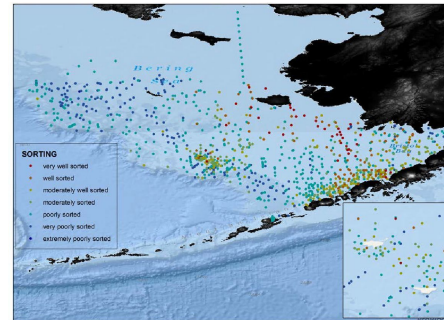 Bering
Sea
SORTING
very well sorted
well sorted
moderately well sorted
moderately sorted
poorly sorted
very poorly sorted
extremely poorly sorted